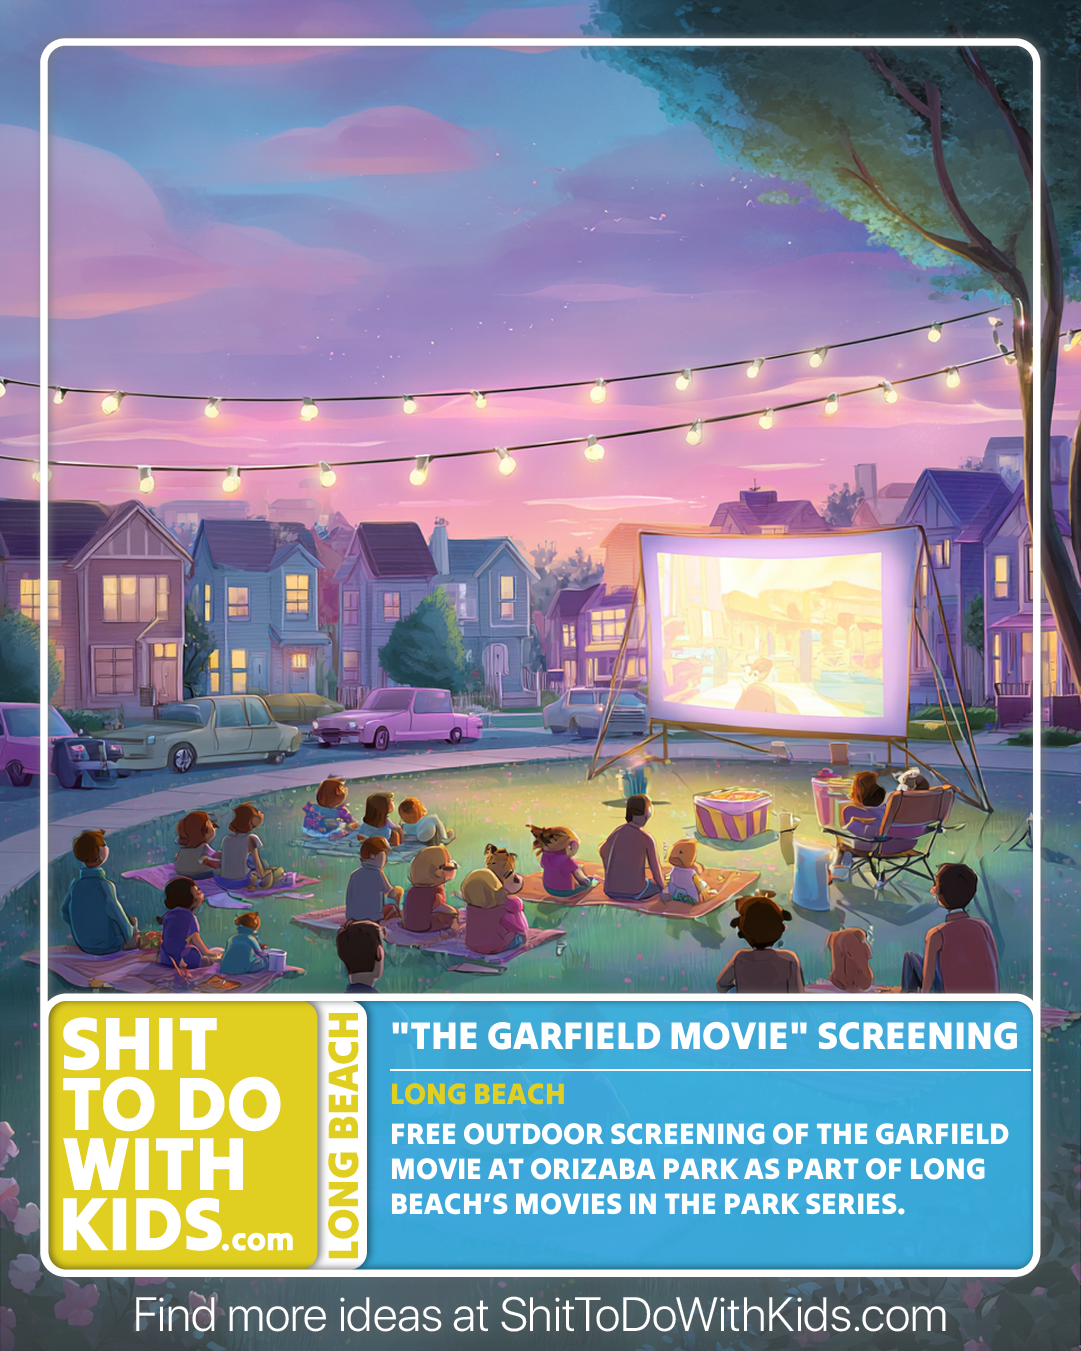 SHIT
TO DO
WITH
KIDS.com
LONG BEACH
"THE GARFIELD MOVIE" SCREENING
LONG BEACH
FREE OUTDOOR SCREENING OF THE GARFIELD
MOVIE AT ORIZABA PARK AS PART OF LONG
BEACH’S MOVIES IN THE PARK SERIES.
Find more ideas at ShitToDoWithKids.com